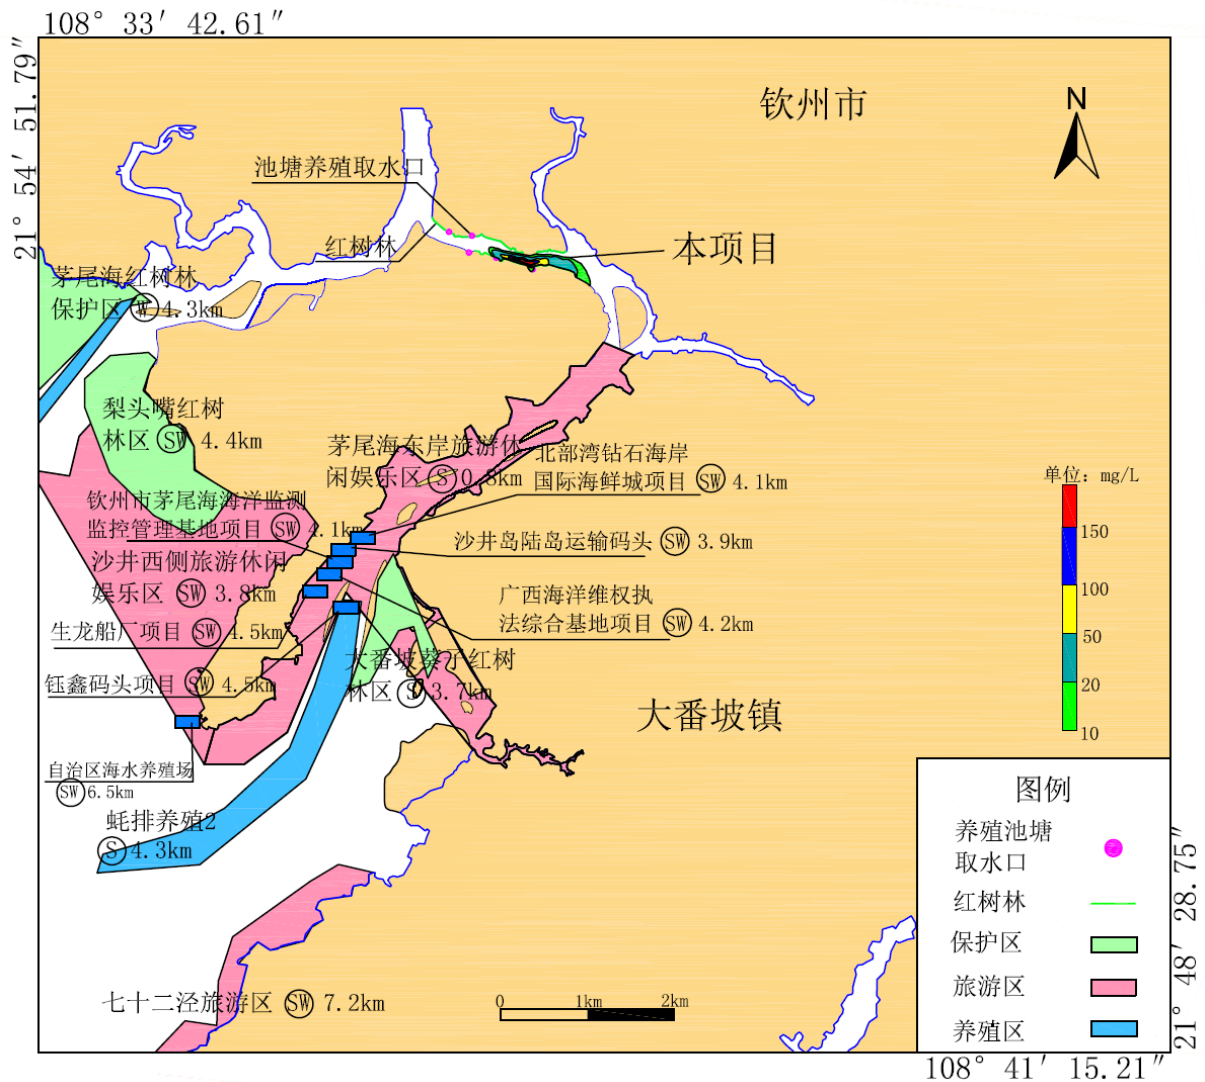 108° 33′ 42.61″
21° 54′ 51.79″
钦州市
N
池塘养殖取水口
红树林
本项目
茅尾海红树林
保护区 W 4.3km
梨头嘴红树
林区 SW 4.4km
茅尾海东岸旅游休
闲娱乐区 S 0.8km
北部湾钻石海岸
国际海鲜城项目 SW 4.1km
单位: mg/L
150
100
50
20
10
钦州市茅尾海海洋监测
监控管理基地项目 SW 4.1km
沙井岛陆岛运输码头 SW 3.9km
沙井西侧旅游休闲
娱乐区 SW 3.8km
广西海洋维权执
法综合基地项目 SW 4.2km
生龙船厂项目 SW 4.5km
大番坡葵子红树
林区 S 3.7km
钰鑫码头项目 SW 4.5km
大番坡镇
自治区海水养殖场
SW 6.5km
蚝排养殖2
S 4.3km
七十二泾旅游区 SW 7.2km
0 1km 2km
图例
养殖池塘
取水口
红树林
保护区
旅游区
养殖区
21° 48′ 28.75″
108° 41′ 15.21″